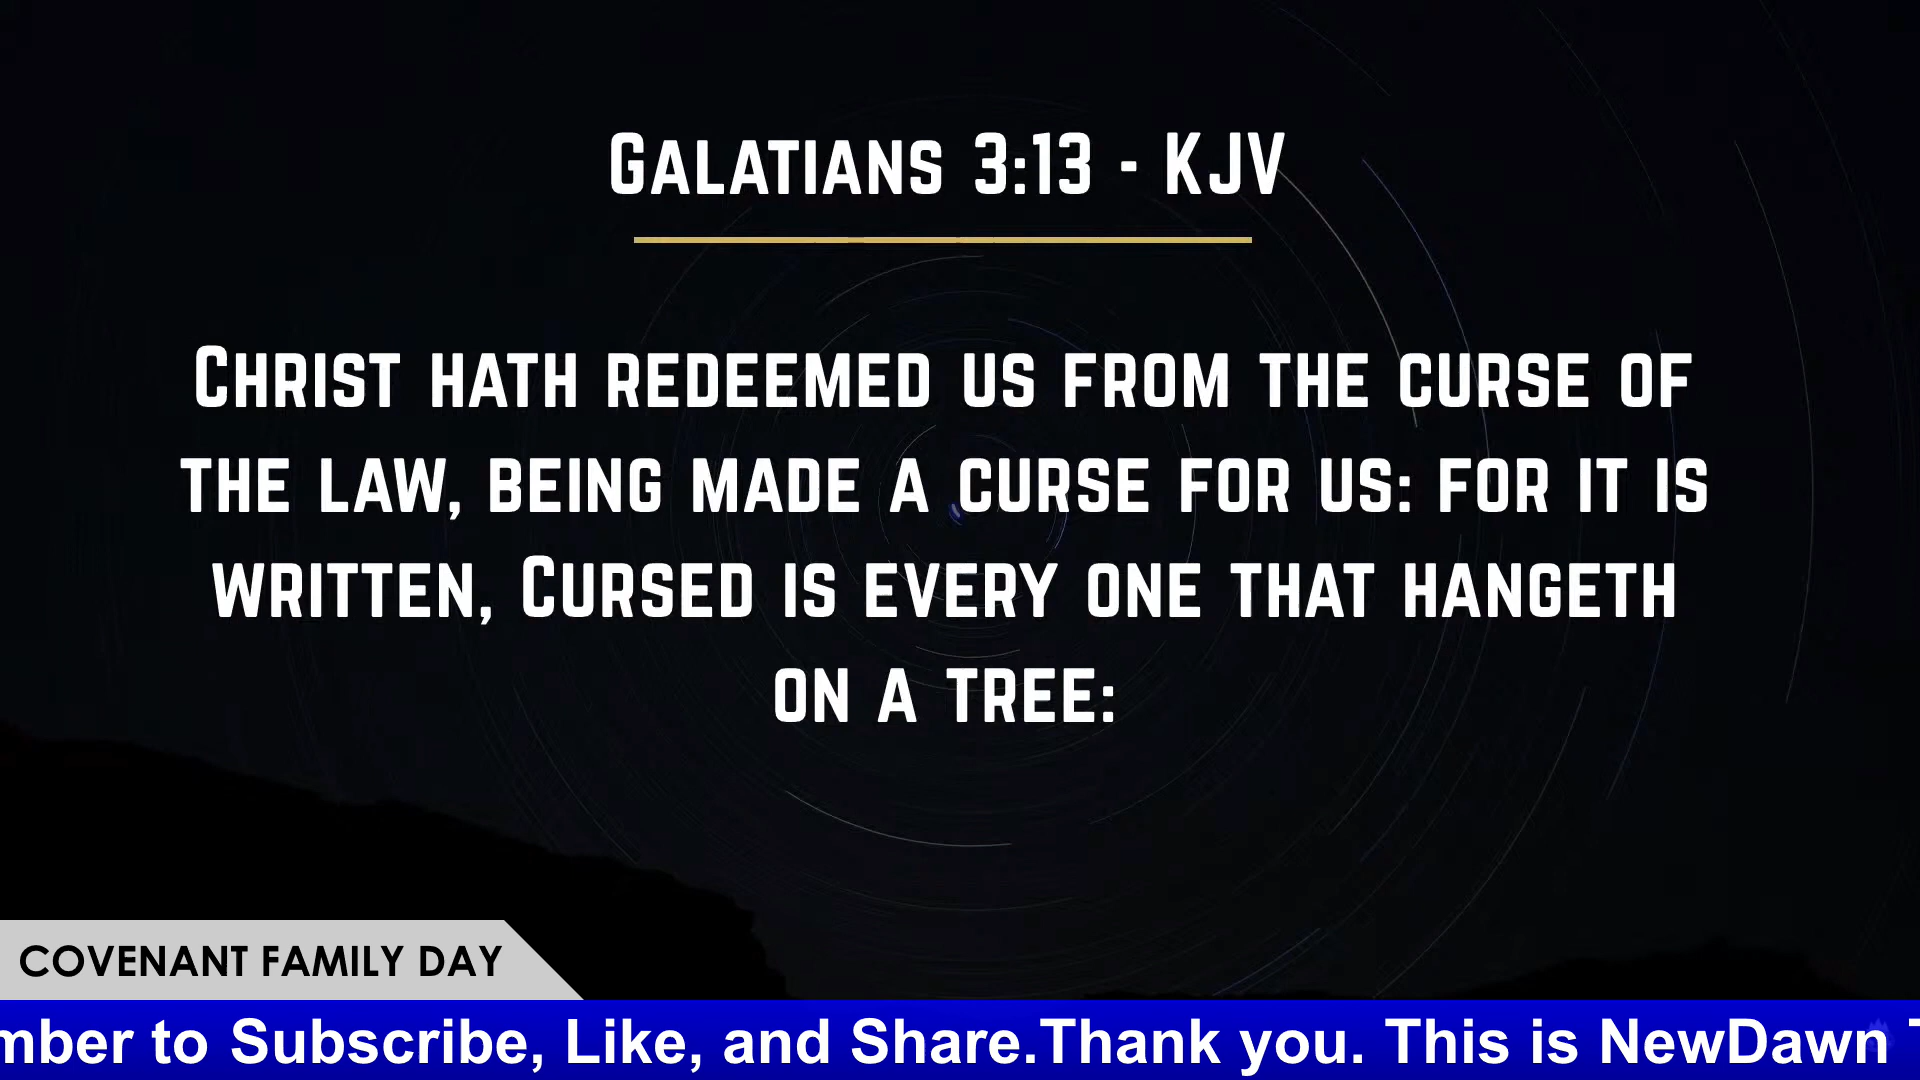 Galatians 3:13 - KJV
Christ hath redeemed us from the curse of
the law, being made a curse for us: for it is
written, Cursed is every one that hangeth
on a tree:
COVENANT FAMILY DAY
to Subscribe, Like, and Share.Thank you. This is NewDawn